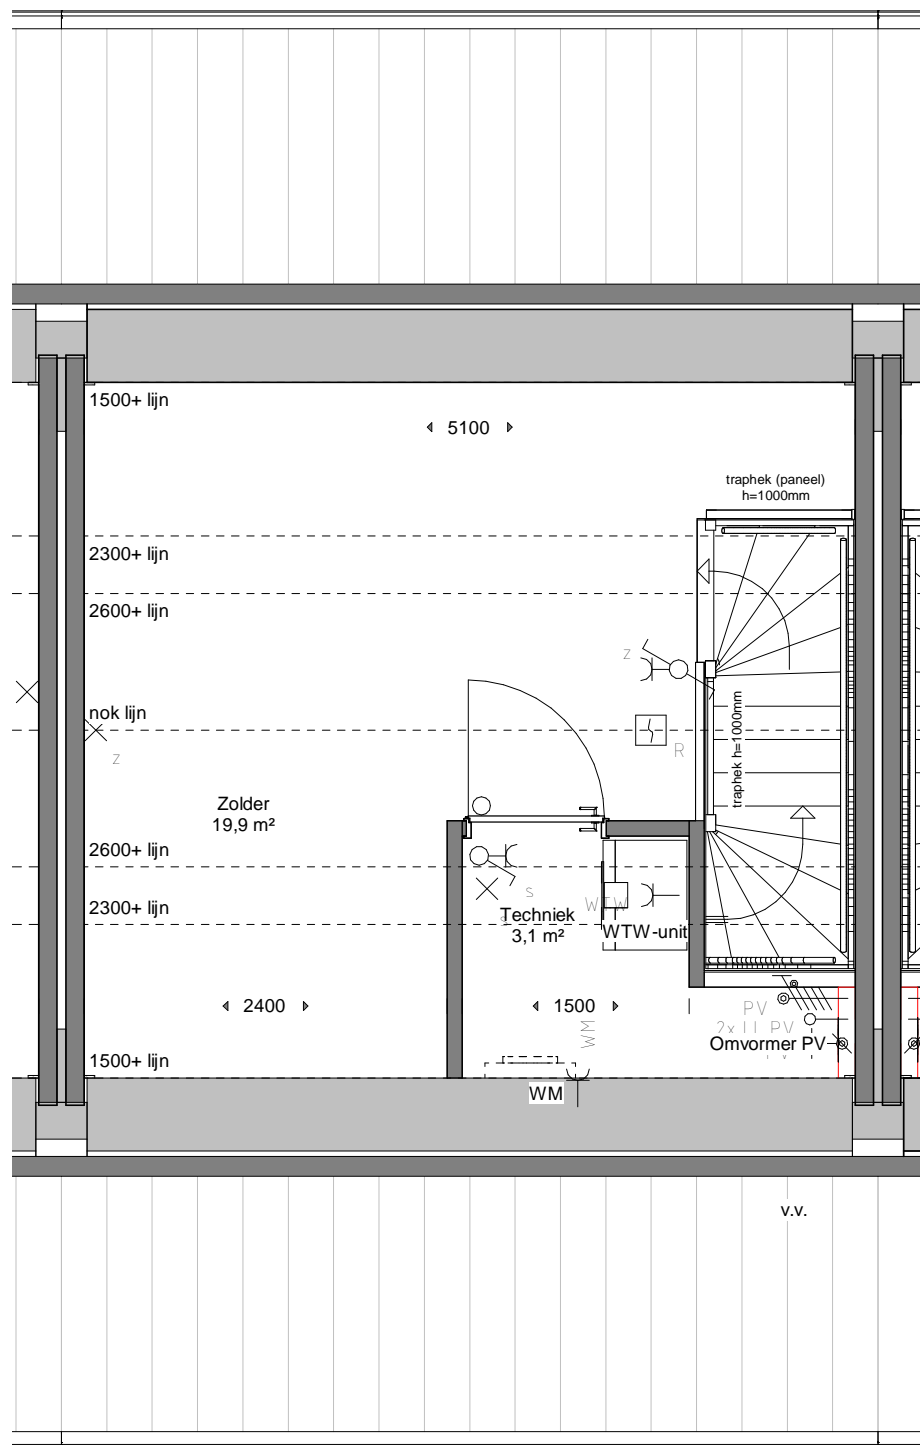 1500+ lijn
5100
traphek (paneel)
h=1000mm
2300+ lijn
2600+ lijn
z
nok lijn
z
R
traphek h=1000mm
Zolder
19,9 m²
2600+ lijn
s
2300+ lijn
Techniek
3,1 m²
WTW
WTW-unit
2400
1500
WM
PV
Omvormer PV
1500+ lijn
WM
v.v.